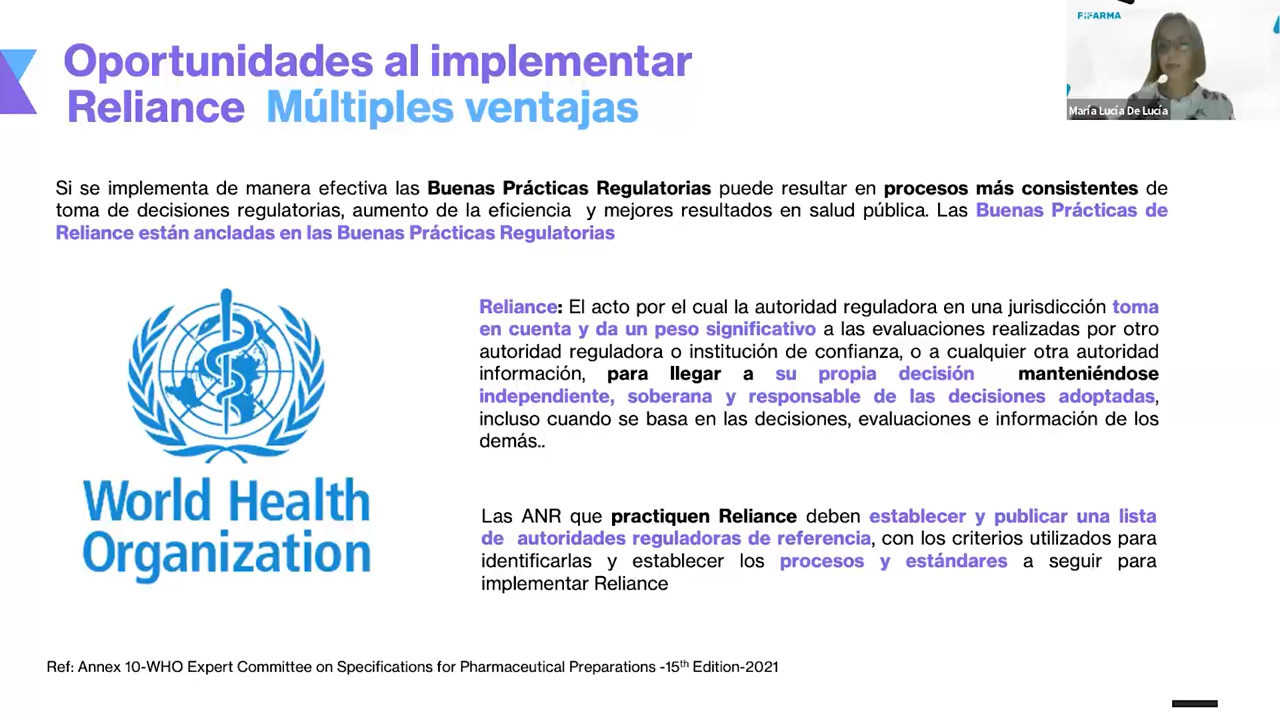 FIFARMA
María Lucía De Lucía
Oportunidades al implementar
Reliance Múltiples ventajas
Si se implementa de manera efectiva las Buenas Prácticas Regulatorias puede resultar en procesos más consistentes de
toma de decisiones regulatorias, aumento de la eficiencia y mejores resultados en salud pública. Las Buenas Prácticas de
Reliance están ancladas en las Buenas Prácticas Regulatorias
World Health
Organization
Reliance: El acto por el cual la autoridad reguladora en una jurisdicción toma
en cuenta y da un peso significativo a las evaluaciones realizadas por otro
autoridad reguladora o institución de confianza, o a cualquier otra autoridad
información, para llegar a su propia decisión manteniéndose
independiente, soberana y responsable de las decisiones adoptadas,
incluso cuando se basa en las decisiones, evaluaciones e información de los
demás..
Las ANR que practiquen Reliance deben establecer y publicar una lista
de autoridades reguladoras de referencia, con los criterios utilizados para
identificarlas y establecer los procesos y estándares a seguir para
implementar Reliance
Ref: Annex 10-WHO Expert Committee on Specifications for Pharmaceutical Preparations -15th Edition-2021